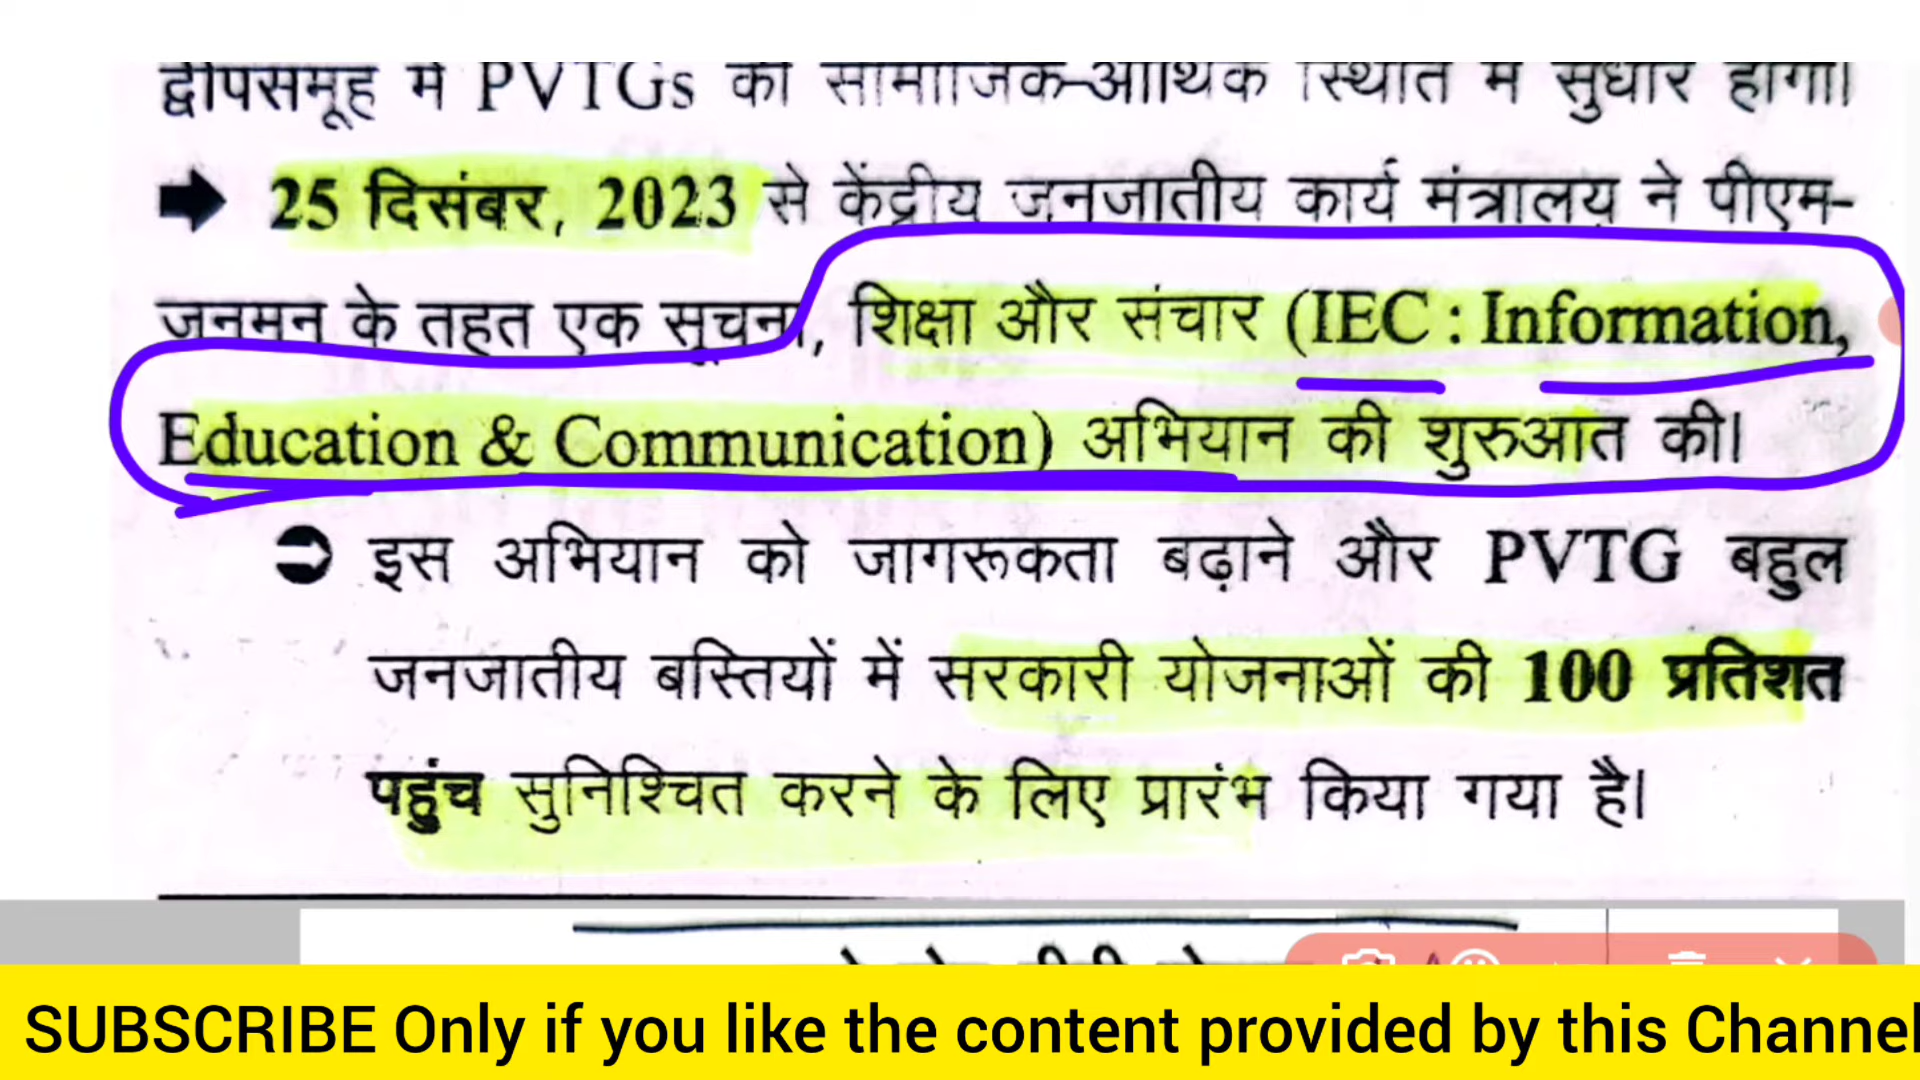 द्वीपसमूह में PVTGs की सामाजिक-आर्थिक स्थिति में सुधार होगा।
➡ 25 दिसंबर, 2023 से केंद्रीय जनजातीय कार्य मंत्रालय ने पीएम-
जनमन के तहत एक सूचना, शिक्षा और संचार (IEC : Information,
Education & Communication) अभियान की शुरुआत की।
➲ इस अभियान को जागरूकता बढ़ाने और PVTG बहुल
जनजातीय बस्तियों में सरकारी योजनाओं की 100 प्रतिशत
पहुंच सुनिश्चित करने के लिए प्रारंभ किया गया है।
SUBSCRIBE Only if you like the content provided by this Channel